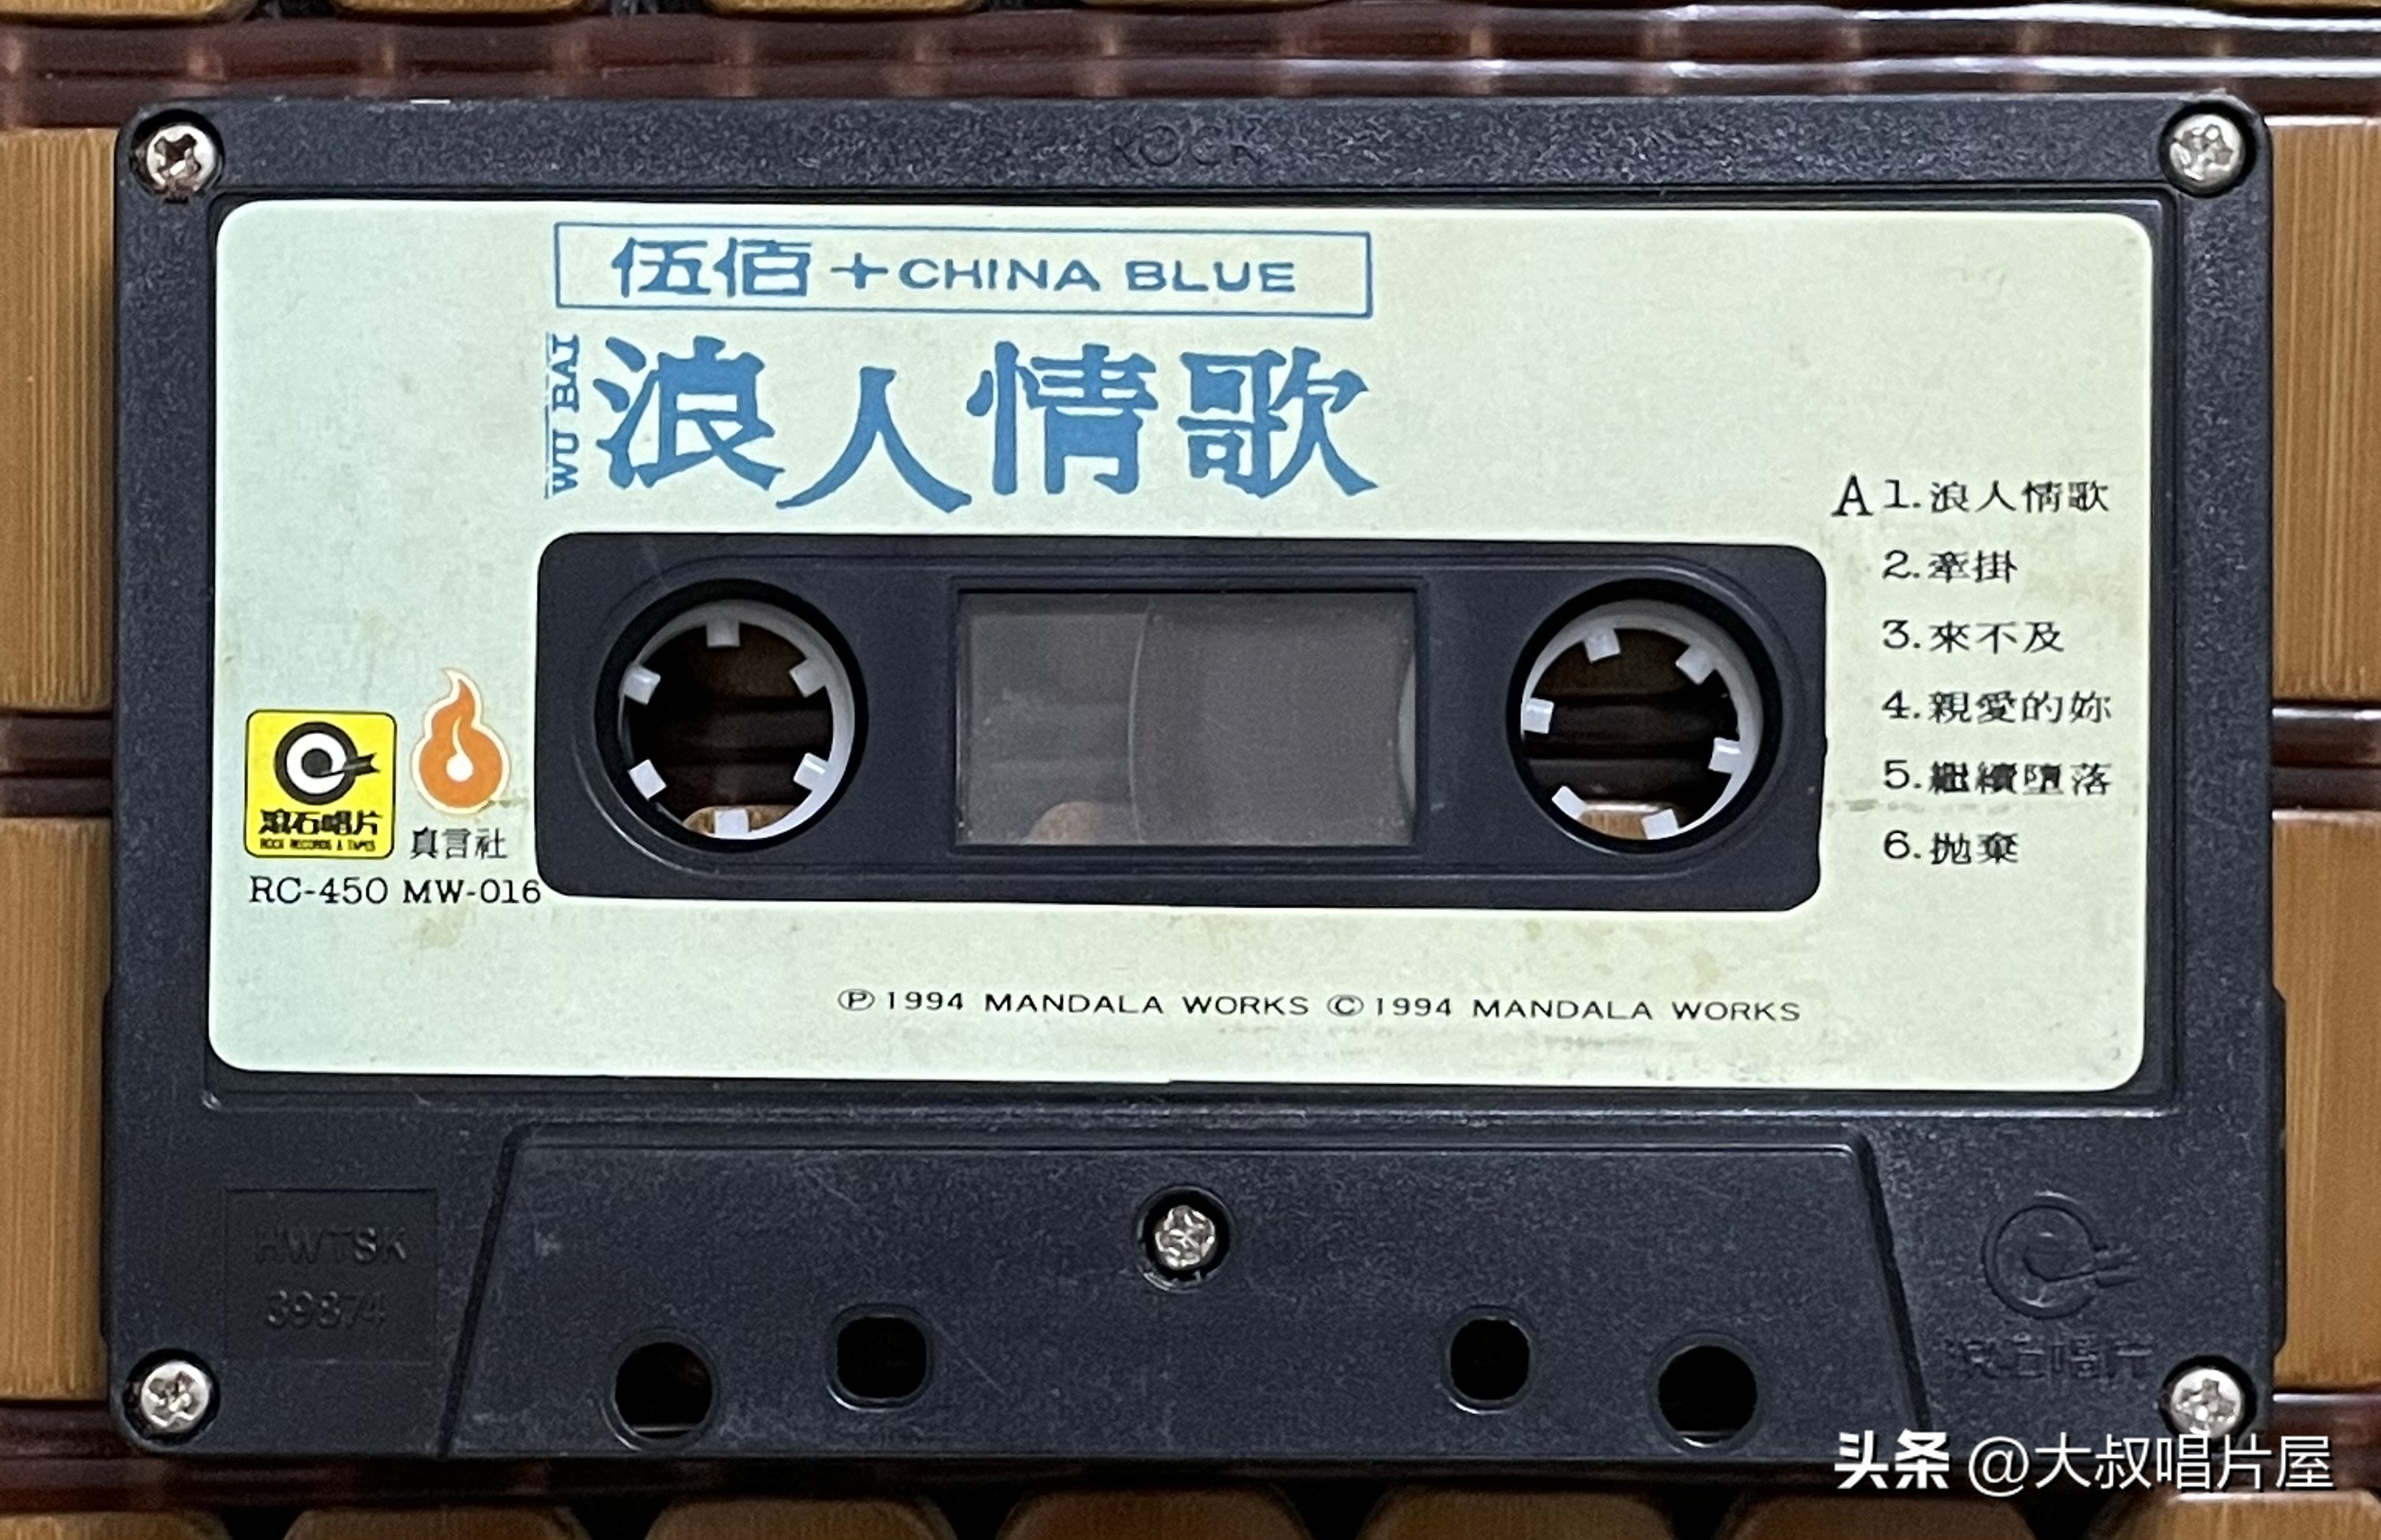 ROCK
伍佰+CHINA BLUE
WU BAI
浪人情歌
A 1.浪人情歌
2.牽掛
3.來不及
4.親愛的妳
5.繼續墮落
6.拋棄
滾石唱片
ROCK RECORDS & TAPES
真言社
RC-450 MW-016
Ⓟ1994 MANDALA WORKS Ⓒ1994 MANDALA WORKS
HWTSK
39874
滾石唱片
头条 @大叔唱片屋